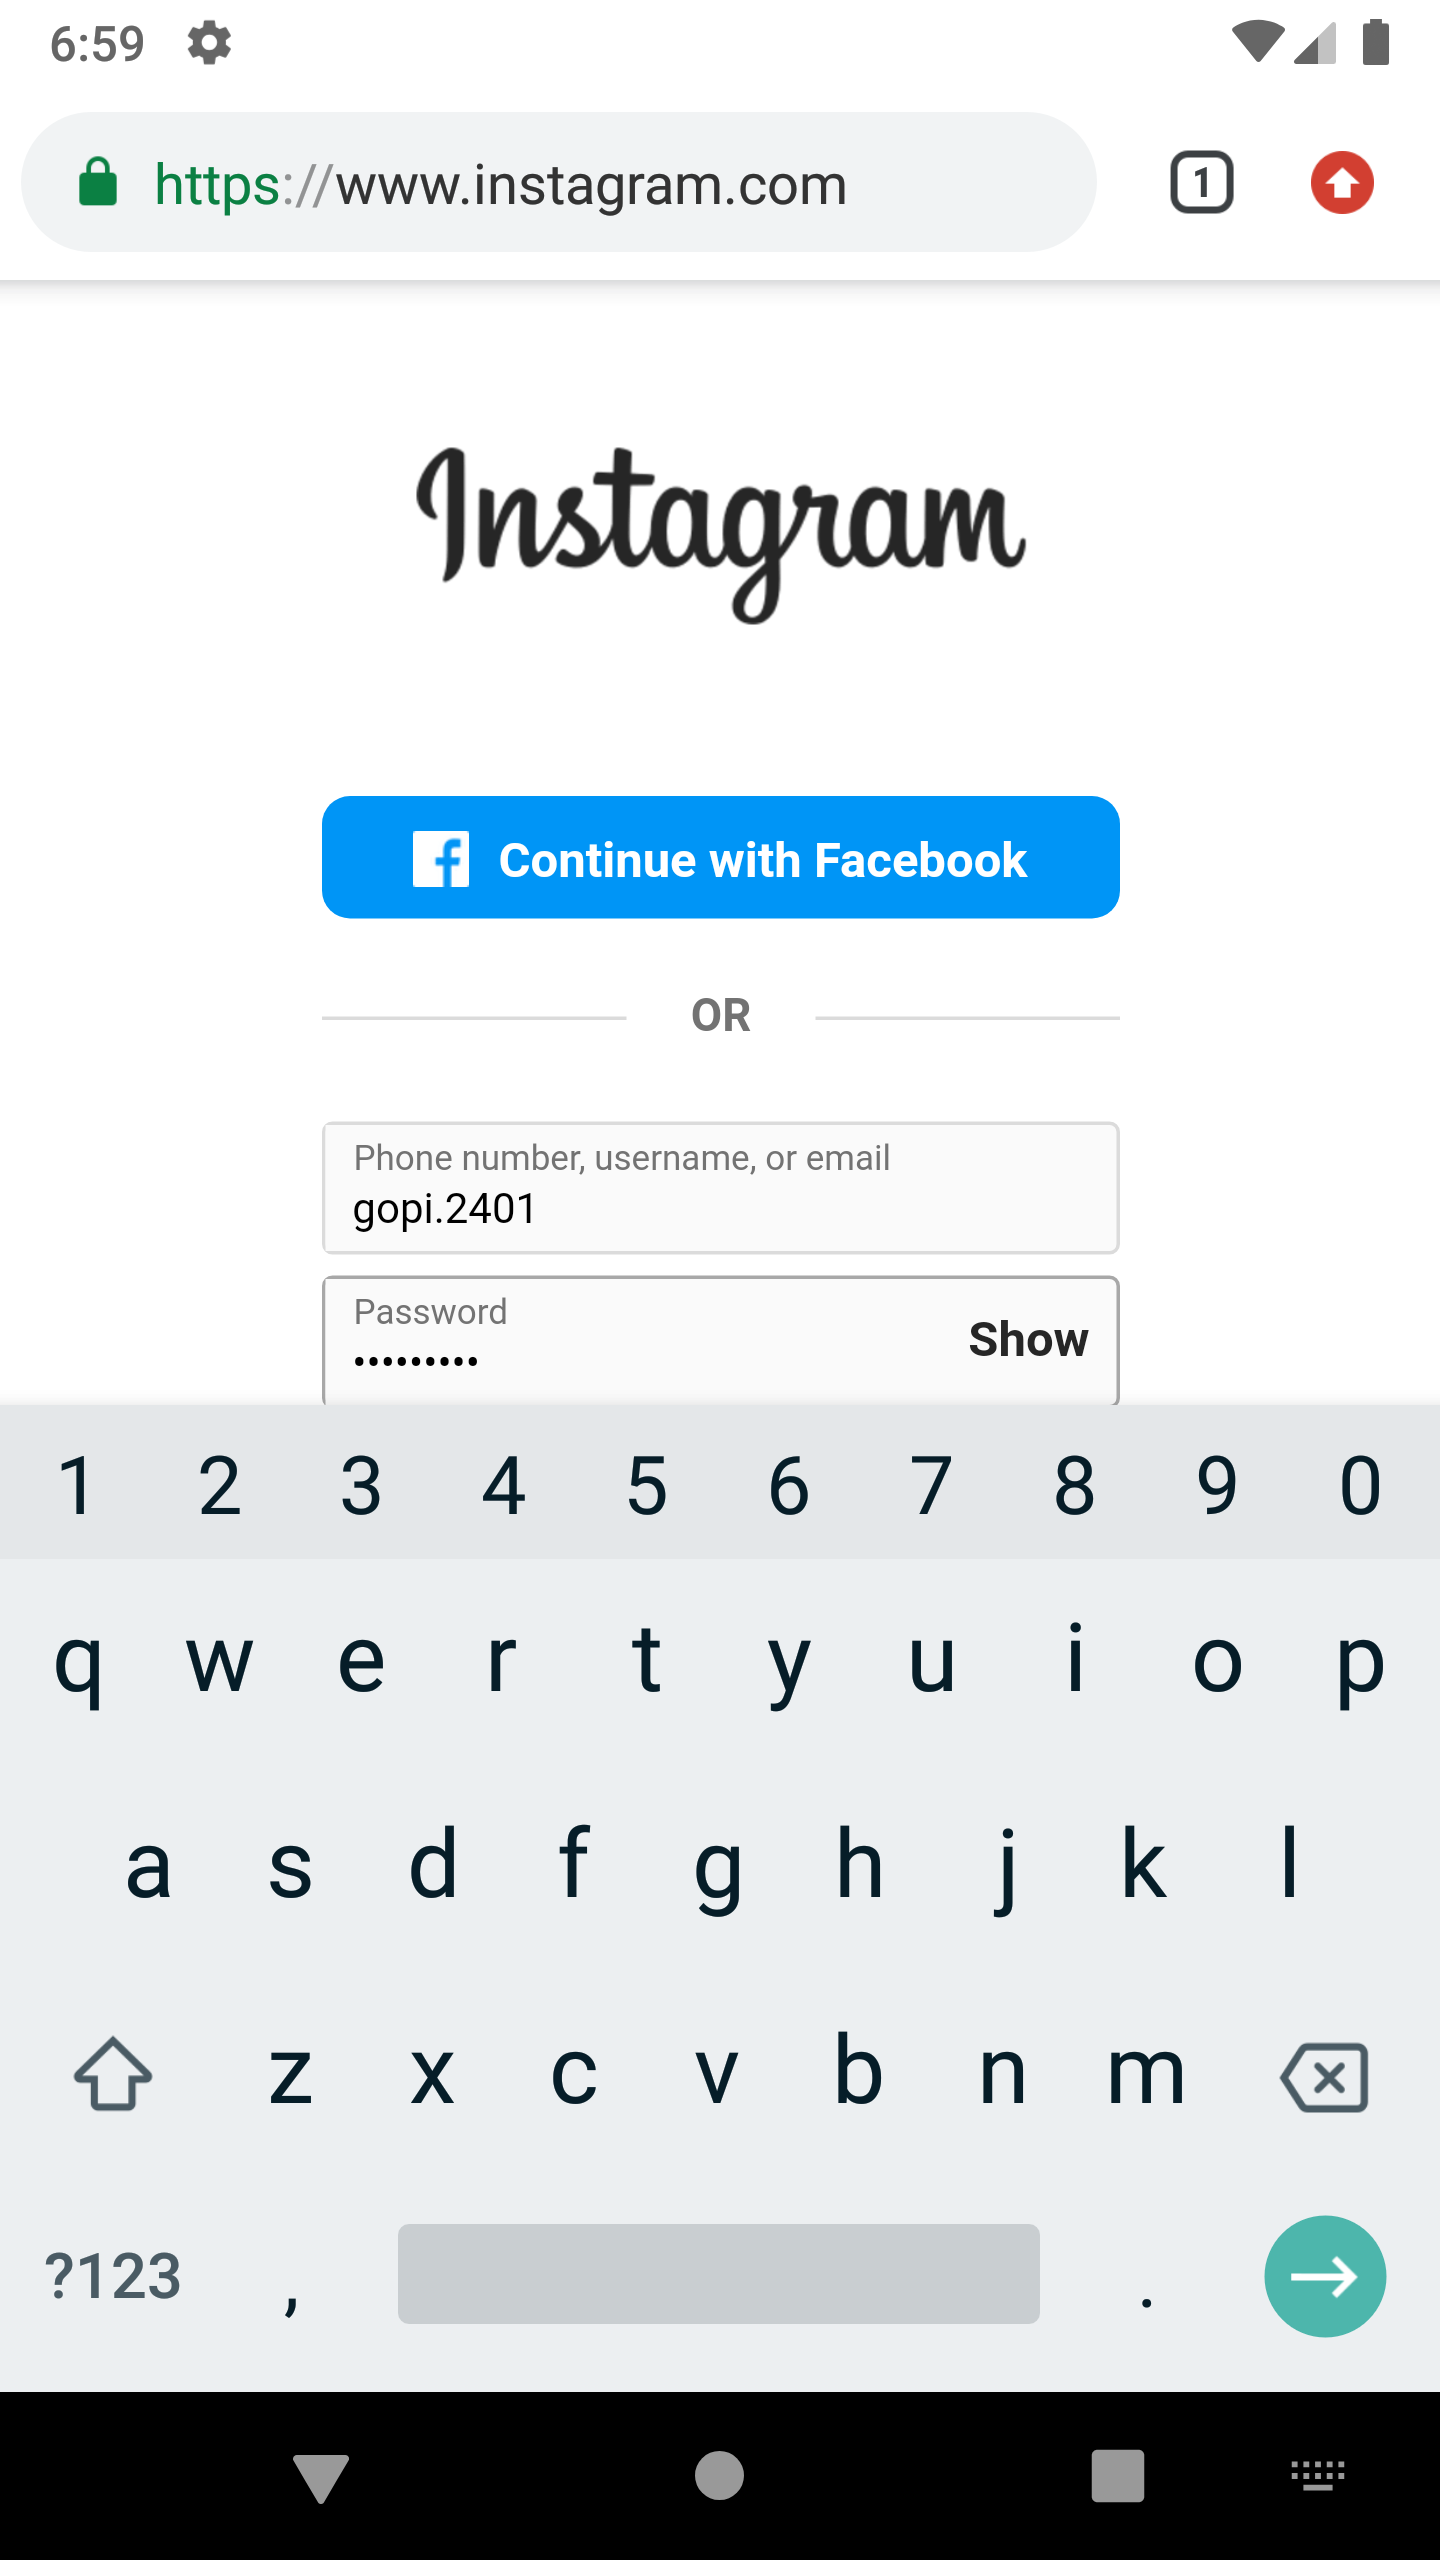 6:59
https://www.instagram.com
1
Instagram
Continue with Facebook
OR
Phone number, username, or email
gopi.2401
Password
•••••••••
Show
1 2 3 4 5 6 7 8 9 0
q w e r t y u i o p
a s d f g h j k l
z x c v b n m
?123 , .